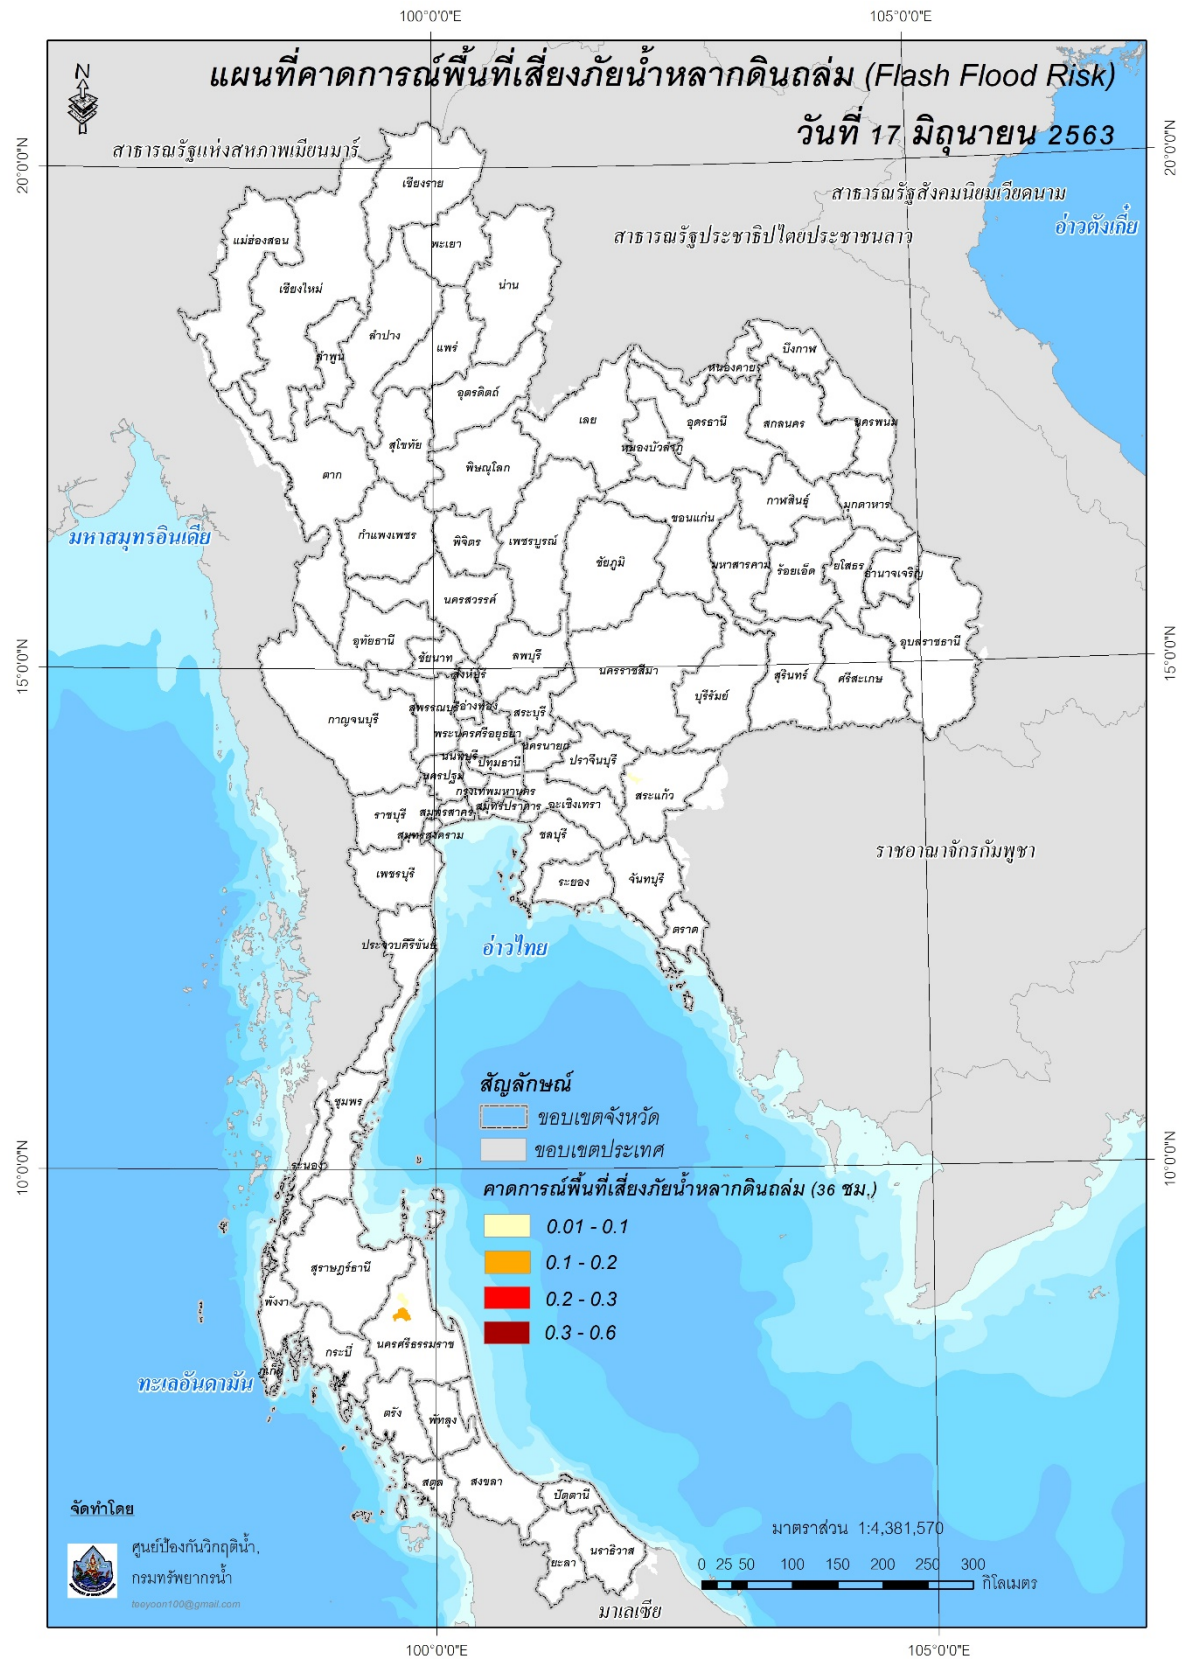 100°0'0"E
105°0'0"E
แผนที่คาดการณ์พื้นที่เสี่ยงภัยน้ำหลากดินถล่ม (Flash Flood Risk)
วันที่ 17 มิถุนายน 2563
N
20°0'0"N
20°0'0"N
สาธารณรัฐแห่งสหภาพเมียนมาร์
สาธารณรัฐสังคมนิยมเวียดนาม
สาธารณรัฐประชาธิปไตยประชาชนลาว
อ่าวตังเกี๋ย
เชียงราย
แม่ฮ่องสอน
พะเยา
เชียงใหม่
น่าน
ลำปาง
แพร่
ลำพูน
บึงกาฬ
หนองคาย
อุตรดิตถ์
เลย
อุดรธานี
สกลนคร
นครพนม
สุโขทัย
หนองบัวลำภู
พิษณุโลก
ตาก
กาฬสินธุ์
มุกดาหาร
ขอนแก่น
มหาสมุทรอินเดีย
กำแพงเพชร
พิจิตร
เพชรบูรณ์
ชัยภูมิ
มหาสารคาม
ร้อยเอ็ด
ยโสธร
อำนาจเจริญ
นครสวรรค์
อุทัยธานี
ชัยนาท
ลพบุรี
นครราชสีมา
อุบลราชธานี
15°0'0"N
15°0'0"N
สิงห์บุรี
สุรินทร์
ศรีสะเกษ
บุรีรัมย์
กาญจนบุรี
สุพรรณบุรี
อ่างทอง
สระบุรี
พระนครศรีอยุธยา
นครนายก
นนทบุรี
ปทุมธานี
ปราจีนบุรี
นครปฐม
กรุงเทพมหานคร
สระแก้ว
ราชบุรี
สมุทรสาคร
สมุทรปราการ
ฉะเชิงเทรา
สมุทรสงคราม
ชลบุรี
ราชอาณาจักรกัมพูชา
เพชรบุรี
ระยอง
จันทบุรี
ตราด
ประจวบคีรีขันธ์
อ่าวไทย
ชุมพร
ระนอง
10°0'0"N
10°0'0"N
สัญลักษณ์
ขอบเขตจังหวัด
ขอบเขตประเทศ
คาดการณ์พื้นที่เสี่ยงภัยน้ำหลากดินถล่ม (36 ชม.)
0.01 - 0.1
0.1 - 0.2
0.2 - 0.3
0.3 - 0.6
สุราษฎร์ธานี
พังงา
นครศรีธรรมราช
กระบี่
ภูเก็ต
ทะเลอันดามัน
ตรัง
พัทลุง
สตูล
สงขลา
ปัตตานี
ยะลา
นราธิวาส
มาเลเซีย
จัดทำโดย
ศูนย์ป้องกันวิกฤติน้ำ,
กรมทรัพยากรน้ำ
teeyoon100@gmail.com
มาตราส่วน 1:4,381,570
0 25 50 100 150 200 250 300
กิโลเมตร
100°0'0"E
105°0'0"E